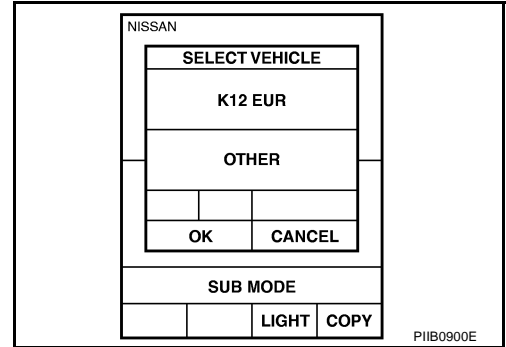 NISSAN
SELECT VEHICLE
K12 EUR
OTHER
OK CANCEL
SUB MODE
LIGHT COPY
PIIB0900E